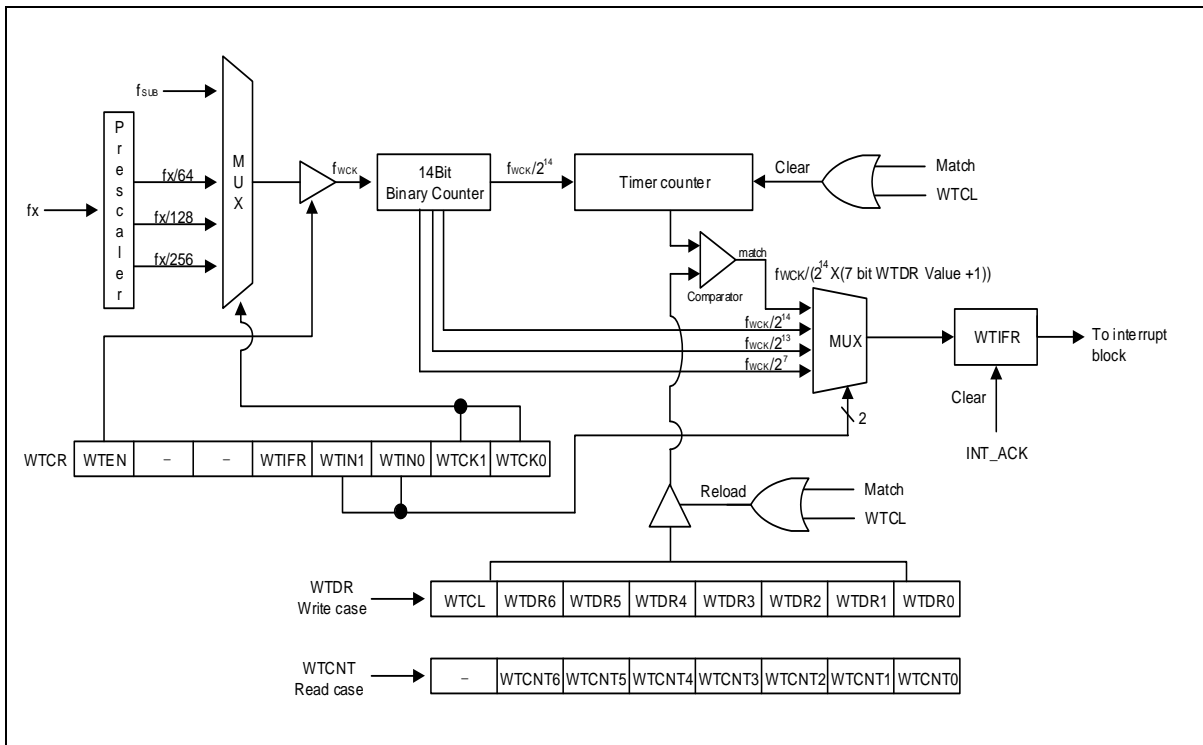 fSUB
Prescaler
fx
fx/64
fx/128
fx/256
MUX
fWCK
14Bit
Binary Counter
fWCK/2^14
Timer counter
Clear
Match
WTCL
match
Comparator
fWCK/(2^14 X(7 bit WTDR Value +1))
fWCK/2^14
fWCK/2^13
fWCK/2^7
MUX
2
WTIFR
To interrupt
block
Clear
INT_ACK
WTCR WTEN – – WTIFR WTIN1 WTIN0 WTCK1 WTCK0
Reload
Match
WTCL
WTDR
Write case
WTCL WTDR6 WTDR5 WTDR4 WTDR3 WTDR2 WTDR1 WTDR0
WTCNT
Read case
– WTCNT6 WTCNT5 WTCNT4 WTCNT3 WTCNT2 WTCNT1 WTCNT0